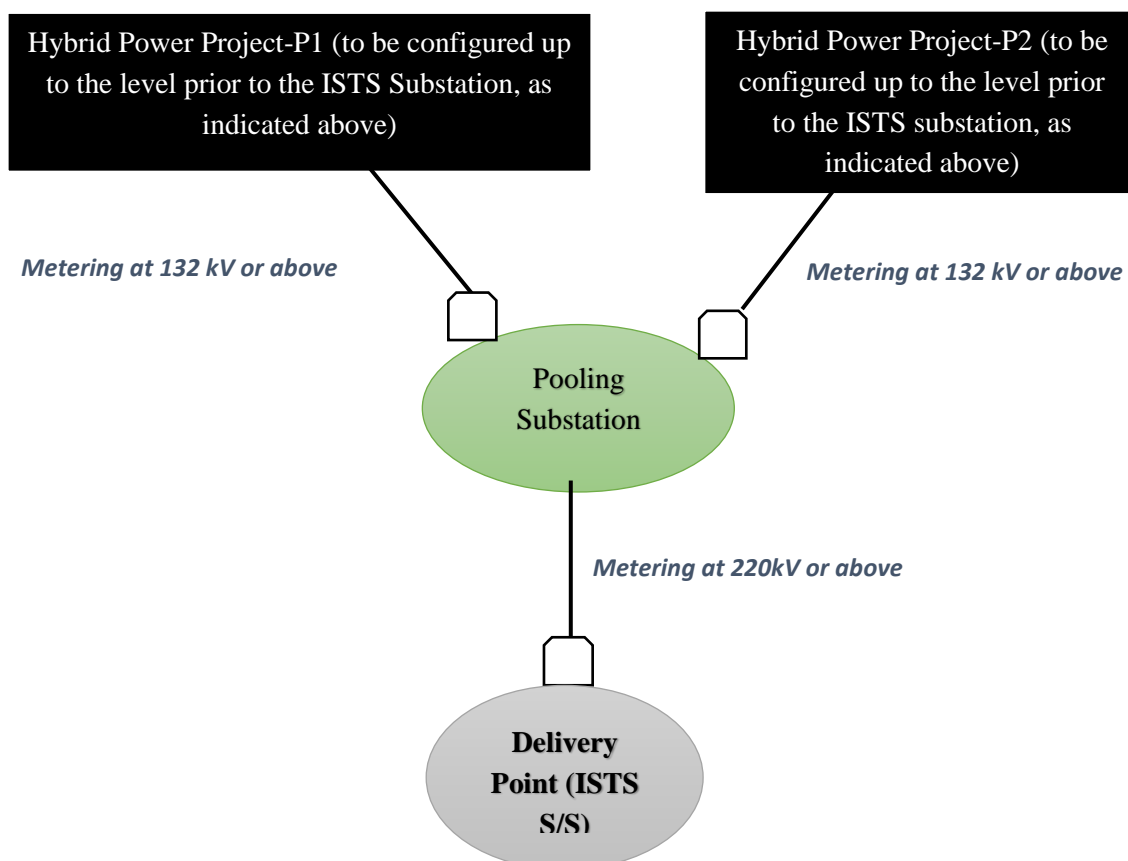 Hybrid Power Project-P1 (to be configured up
to the level prior to the ISTS Substation, as
indicated above)
Hybrid Power Project-P2 (to be
configured up to the level prior
to the ISTS substation, as
indicated above)
Metering at 132 kV or above
Metering at 132 kV or above
Pooling
Substation
Metering at 220kV or above
Delivery
Point (ISTS
S/S)